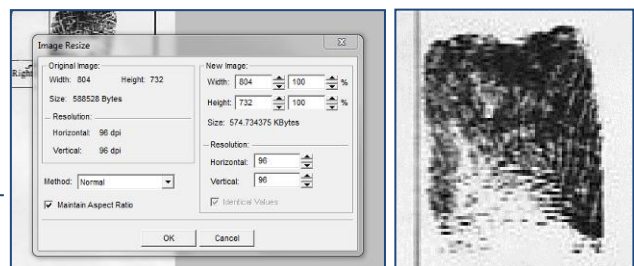 Image Resize
Right
Original Image:
Width: 804 Height: 732
Size: 588528 Bytes
Resolution:
Horizontal: 96 dpi
Vertical: 96 dpi
Method: Normal
Maintain Aspect Ratio
New Image:
Width: 804 100 %
Height: 732 100 %
Size: 574.734375 KBytes
Resolution:
Horizontal: 96
Vertical: 96
Identical Values
OK Cancel